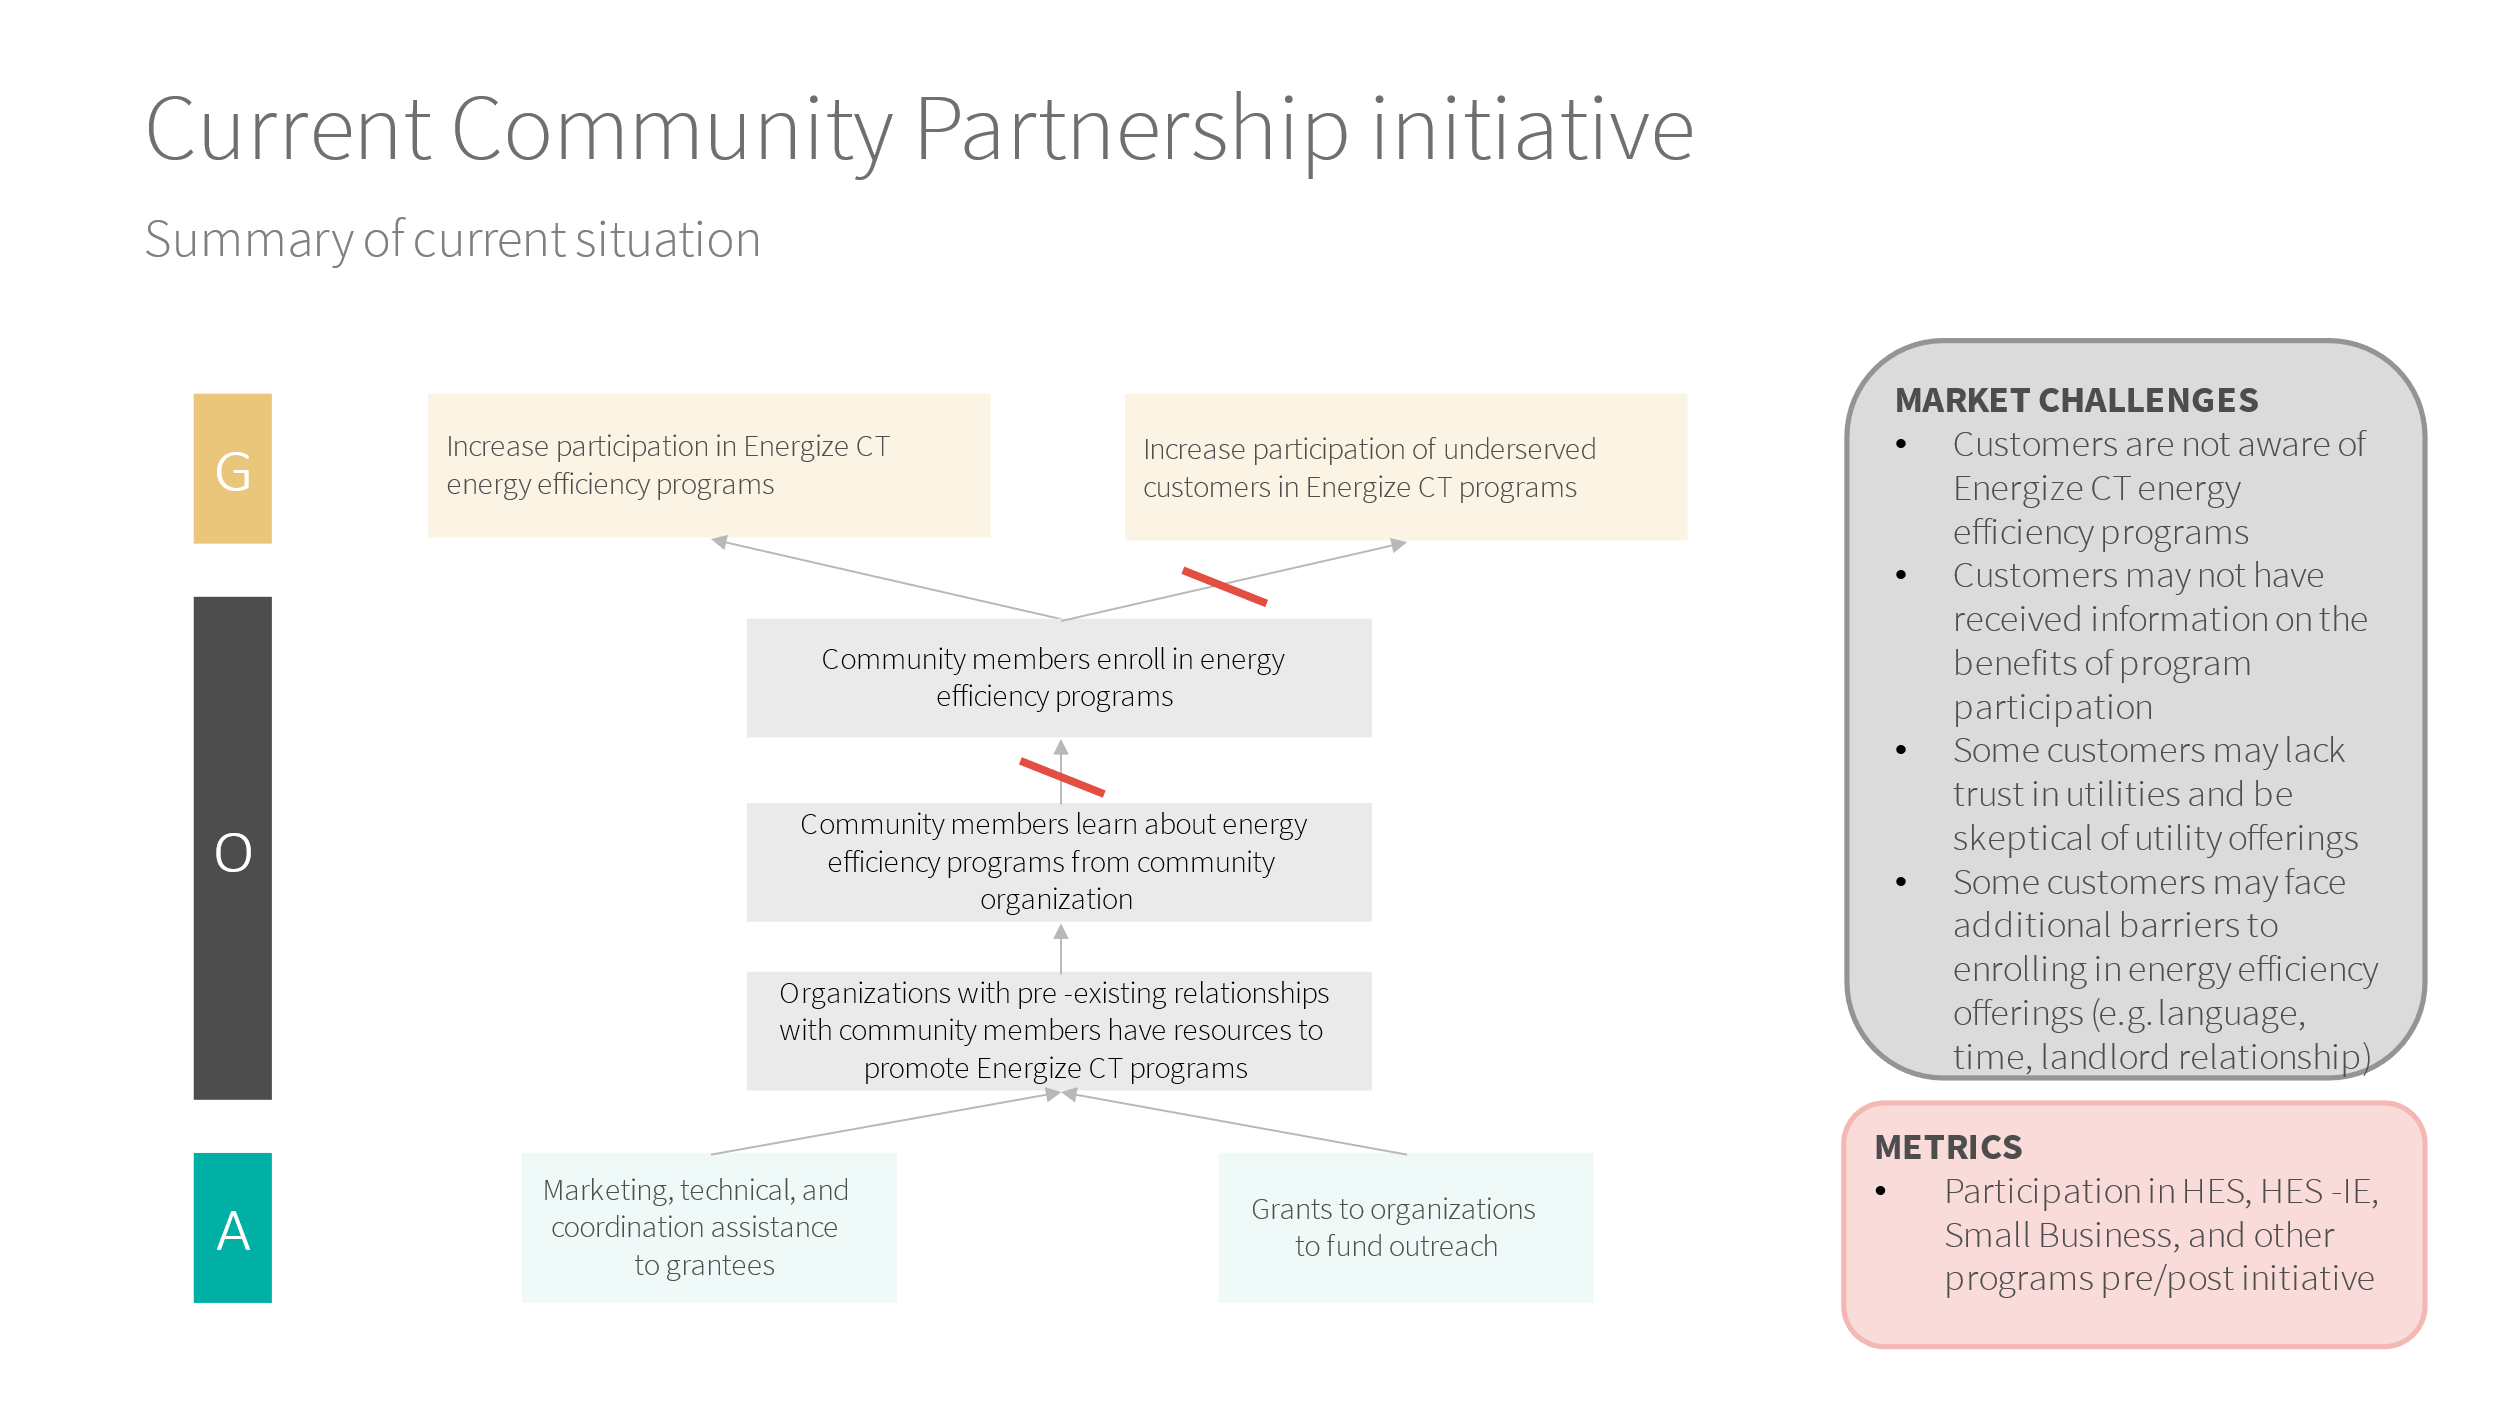 Current Community Partnership initiative
Summary of current situation
G
Increase participation in Energize CT
energy efficiency programs
Increase participation of underserved
customers in Energize CT programs
O
Community members enroll in energy
efficiency programs
Community members learn about energy
efficiency programs from community
organization
Organizations with pre -existing relationships
with community members have resources to
promote Energize CT programs
A
Marketing, technical, and
coordination assistance
to grantees
Grants to organizations
to fund outreach
MARKET CHALLENGES
• Customers are not aware of
Energize CT energy
efficiency programs
• Customers may not have
received information on the
benefits of program
participation
• Some customers may lack
trust in utilities and be
skeptical of utility offerings
• Some customers may face
additional barriers to
enrolling in energy efficiency
offerings (e.g. language,
time, landlord relationship)
METRICS
• Participation in HES, HES -IE,
Small Business, and other
programs pre/post initiative